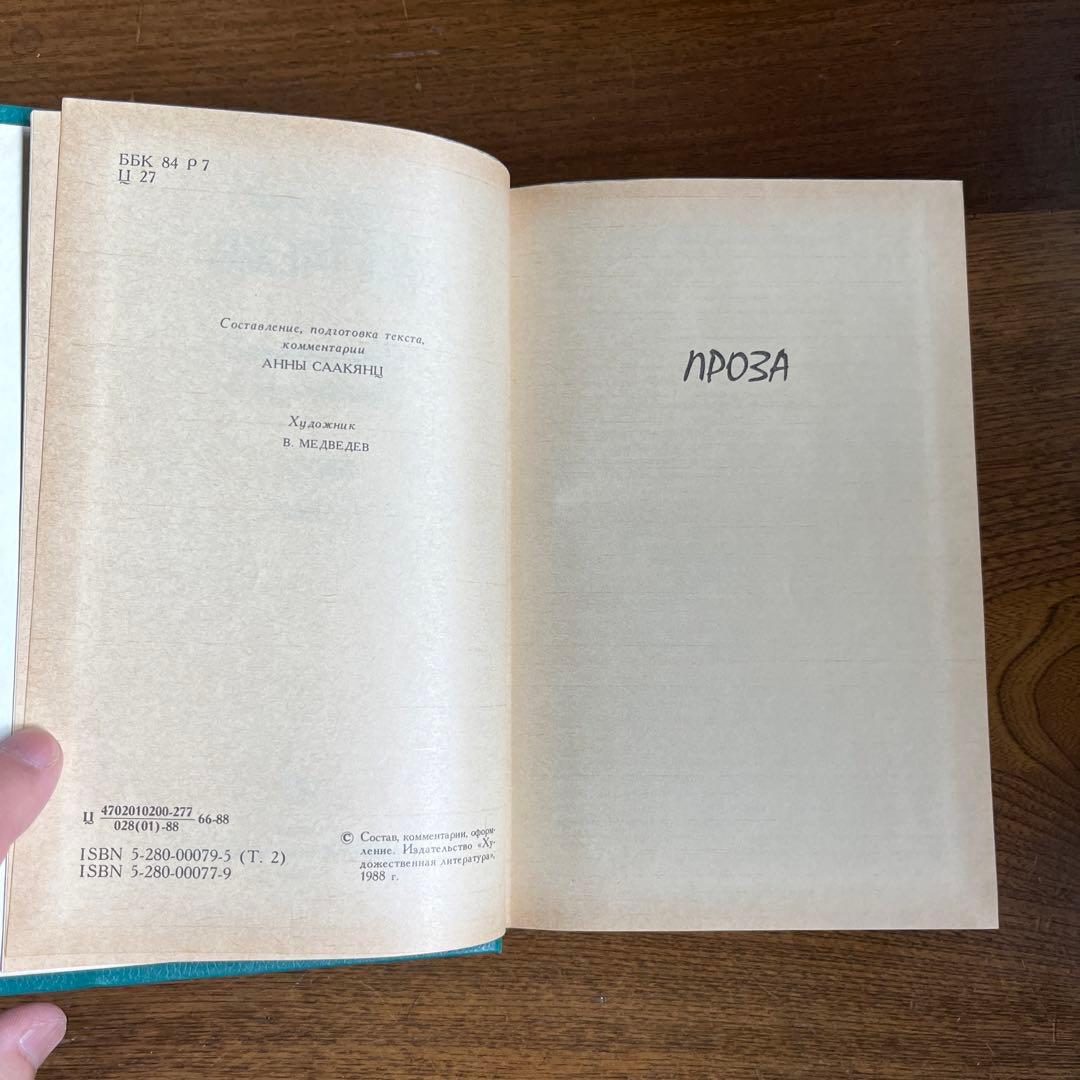 ББК 84 Р 7
Ц 27
Составление, подготовка текста,
комментарии
АННЫ СААКЯНЦ
Художник
В. МЕДВЕДЕВ
Ц 4702010200-277 66-88
028(01)-88
ISBN 5-280-00079-5 (Т. 2)
ISBN 5-280-00077-9
© Состав, комментарии, оформ-
ление. Издательство «Ху-
дожественная литература»,
1988 г.
ПРОЗА